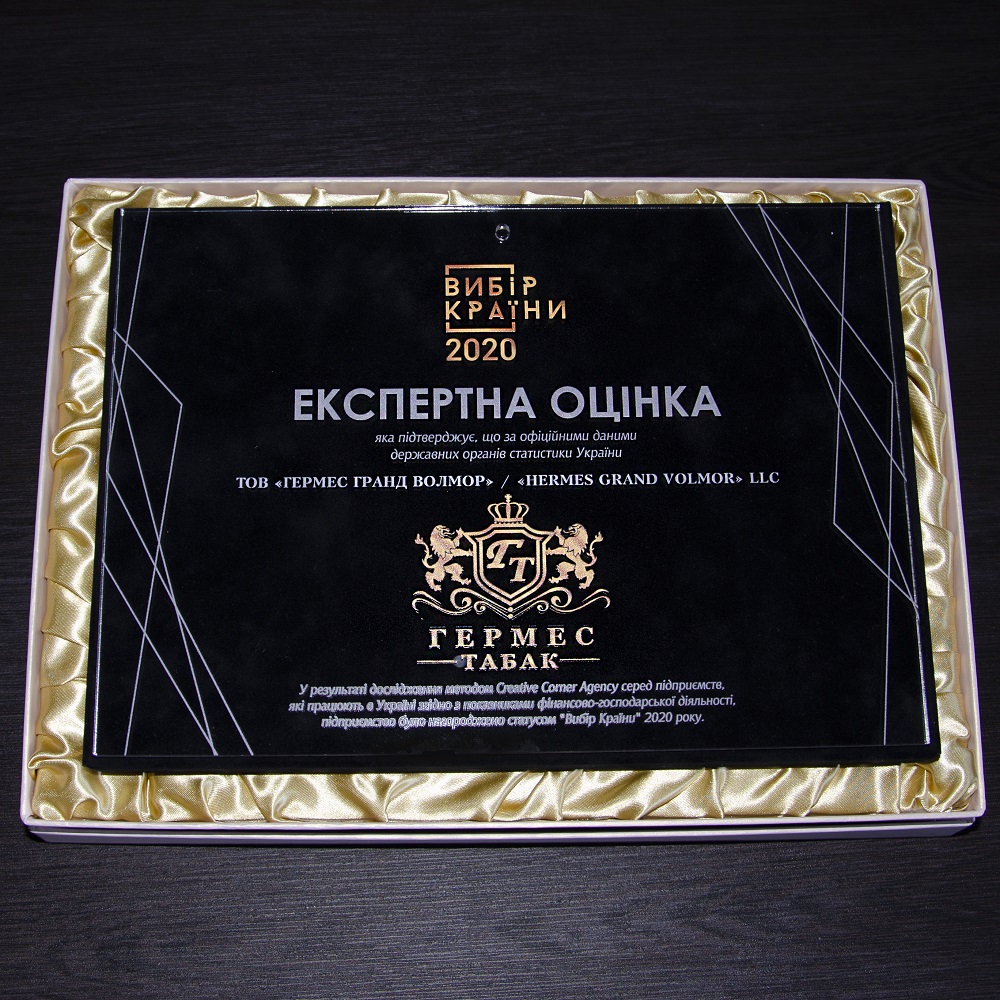 ВИБІР
КРАЇНИ
2020
ЕКСПЕРТНА ОЦІНКА
яка підтверджує, що за офіційними даними
державних органів статистики України
ТОВ «ГЕРМЕС ГРАНД ВОЛМОР» / «HERMES GRAND VOLMOR» LLC
ГТ
ГЕРМЕС
ТАБАК
У результаті дослідження методом Creative Corner Agency серед підприємств,
які працюють в Україні згідно з показниками фінансово-господарської діяльності,
підприємство було нагороджено статусом "Вибір Країни" 2020 року.